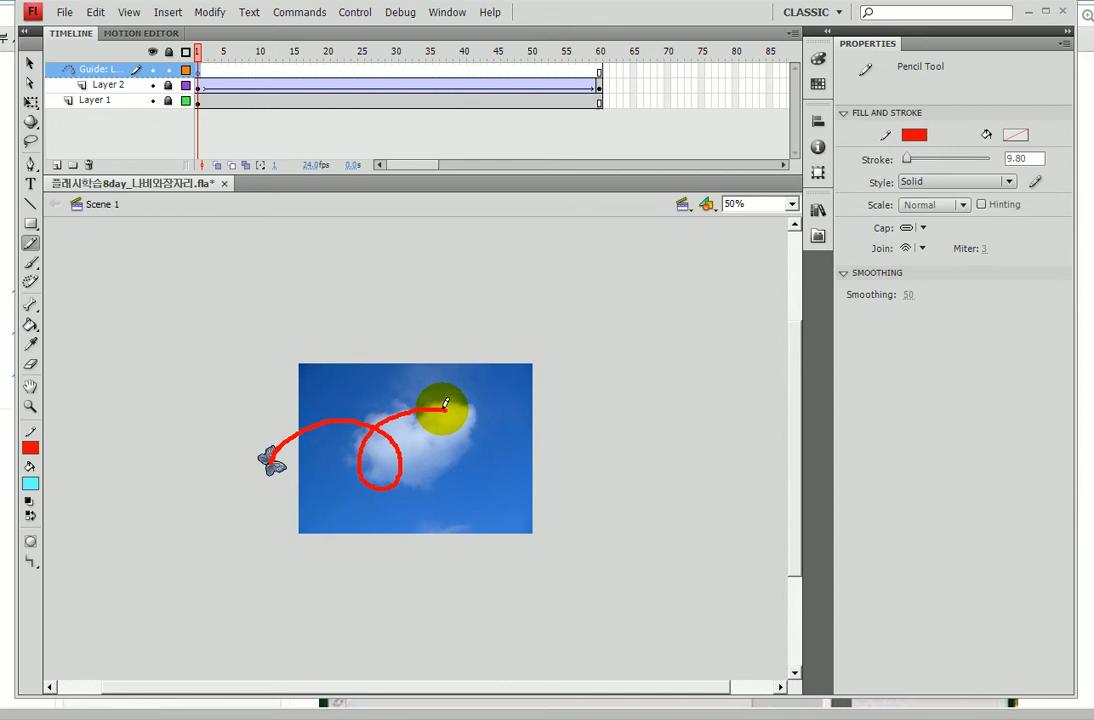 Fl File Edit View Insert Modify Text Commands Control Debug Window Help CLASSIC
TIMELINE MOTION EDITOR
1 5 10 15 20 25 30 35 40 45 50 55 60 65 70 75 80 85
Guide: L...
Layer 2
Layer 1
1 24.0fps 0.0s
플래시학습8day_나비와잠자리.fla*
Scene 1 50%
PROPERTIES
Pencil Tool
FILL AND STROKE
Stroke: 9.80
Style: Solid
Scale: Normal Hinting
Cap:
Join: Miter: 3
SMOOTHING
Smoothing: 50